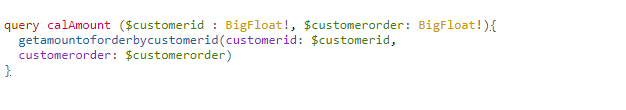 query calAmount ($customerid : BigFloat!, $customerorder: BigFloat!){
getamountoforderbycustomerid(customerid: $customerid,
customerorder: $customerorder)
}